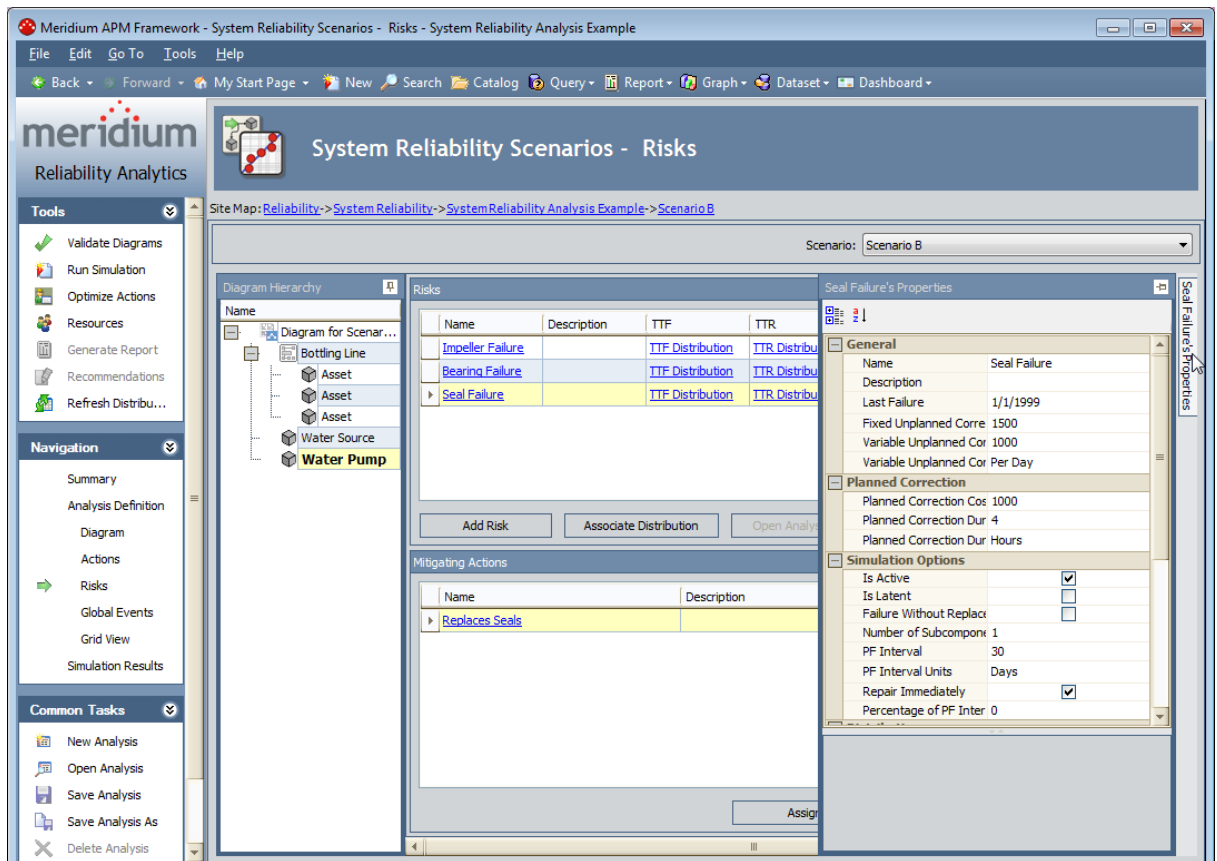 Meridium APM Framework - System Reliability Scenarios -  Risks - System Reliability Analysis Example
File Edit Go To Tools Help
Back Forward My Start Page New Search Catalog Query Report Graph Dataset Dashboard
meridium
Reliability Analytics
System Reliability Scenarios -  Risks
Site Map: Reliability->System Reliability->System Reliability Analysis Example->Scenario B
Scenario: Scenario B
Tools
Validate Diagrams
Run Simulation
Optimize Actions
Resources
Generate Report
Recommendations
Refresh Distribu...
Navigation
Summary
Analysis Definition
Diagram
Actions
Risks
Global Events
Grid View
Simulation Results
Common Tasks
New Analysis
Open Analysis
Save Analysis
Save Analysis As
Delete Analysis
Diagram Hierarchy
Name
Diagram for Scenar...
Bottling Line
Asset
Asset
Asset
Water Source
Water Pump
Risks
Name Description TTF TTR
Impeller Failure TTF Distribution TTR Distribu
Bearing Failure TTF Distribution TTR Distribu
Seal Failure TTF Distribution TTR Distribu
Add Risk Associate Distribution Open Analys
Mitigating Actions
Name Description
Replaces Seals
Assign
Seal Failure's Properties
General
Name Seal Failure
Description
Last Failure 1/1/1999
Fixed Unplanned Corre 1500
Variable Unplanned Cor 1000
Variable Unplanned Cor Per Day
Planned Correction
Planned Correction Cos 1000
Planned Correction Dur 4
Planned Correction Dur Hours
Simulation Options
Is Active
Is Latent
Failure Without Replace
Number of Subcompone 1
PF Interval 30
PF Interval Units Days
Repair Immediately
Percentage of PF Inter 0
Seal Failure's Properties